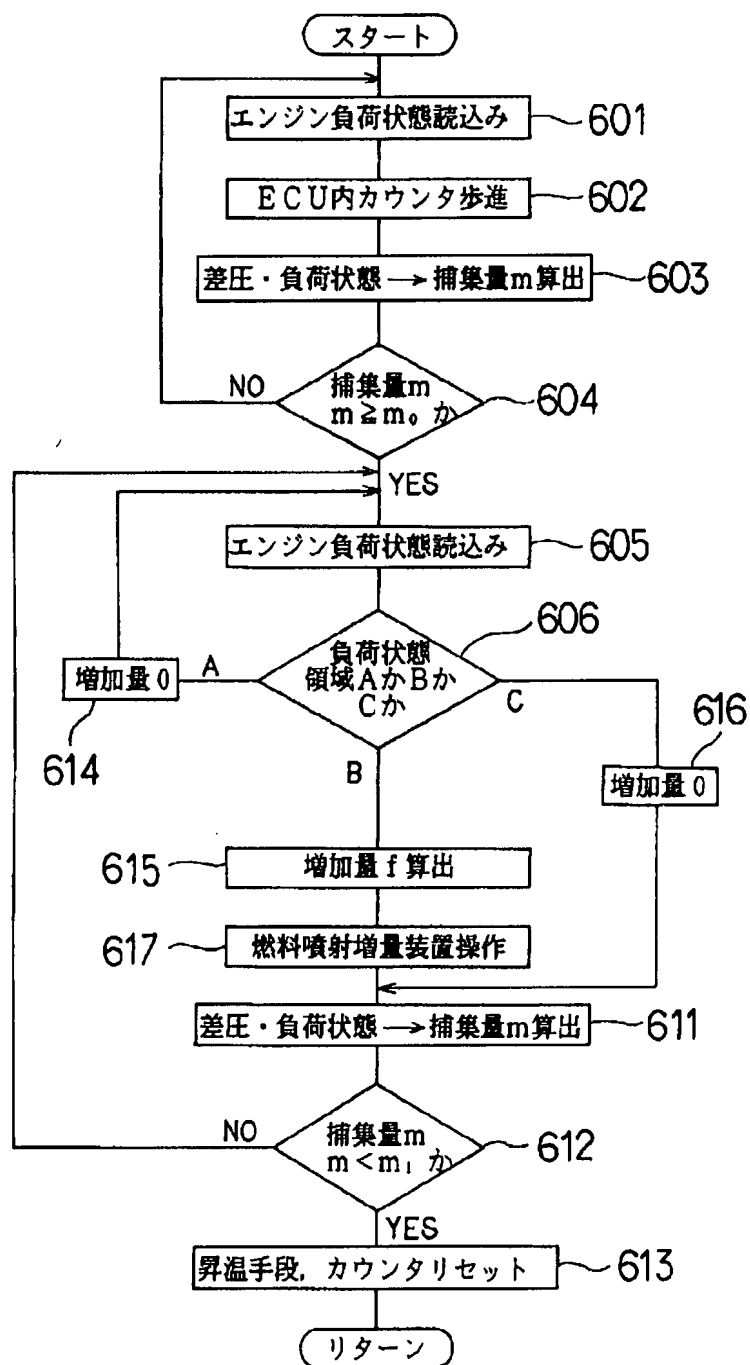 スタート
エンジン負荷状態読込み
601
ECU内カウンタ歩進
602
差圧・負荷状態→捕集量m算出
603
NO
捕集量m
m≧m₀か
604
YES
エンジン負荷状態読込み
605
606
増加量0
A
負荷状態
領域AかBか
Cか
C
614
616
B
増加量0
615
増加量f算出
617
燃料噴射増量装置操作
差圧・負荷状態→捕集量m算出
611
NO
捕集量m
m<m₁か
612
YES
昇温手段，カウンタリセット
613
リターン